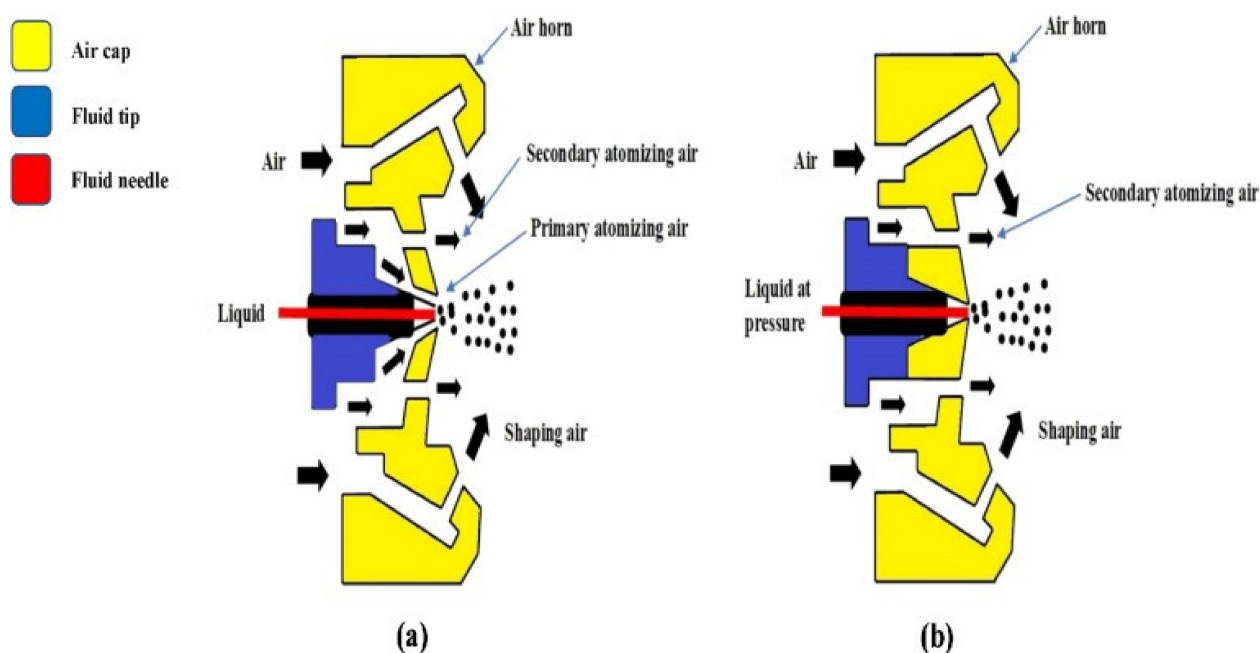 Air cap
Fluid tip
Fluid needle
Air horn
Air
Secondary atomizing air
Primary atomizing air
Liquid
Shaping air
(a)
Air horn
Air
Secondary atomizing air
Liquid at
pressure
Shaping air
(b)